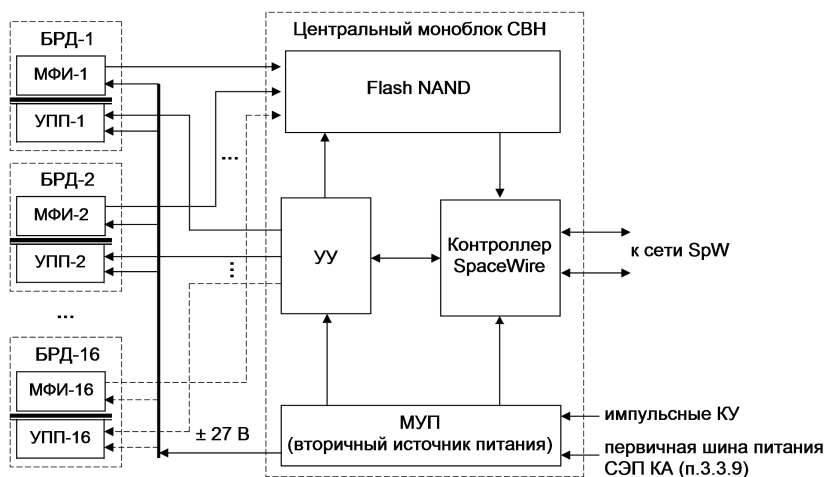 Центральный моноблок СВН
БРД-1
МФИ-1
УПП-1
Flash NAND
...
БРД-2
МФИ-2
УПП-2
УУ
Контроллер
SpaceWire
к сети SpW
...
...
БРД-16
МФИ-16
УПП-16
± 27 В
МУП
(вторичный источник питания)
импульсные КУ
первичная шина питания
СЭП КА (п.3.3.9)